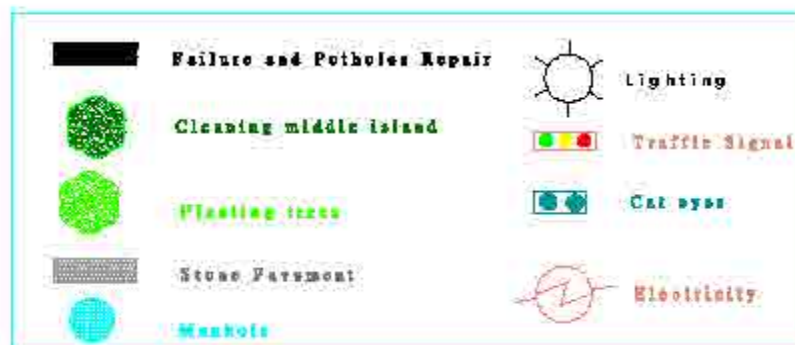 Failure and Potholes Repair
Cleaning middle island
Planting trees
Stone Pavement
Manhole
Lighting
Traffic Signal
Cat eyes
Electricity